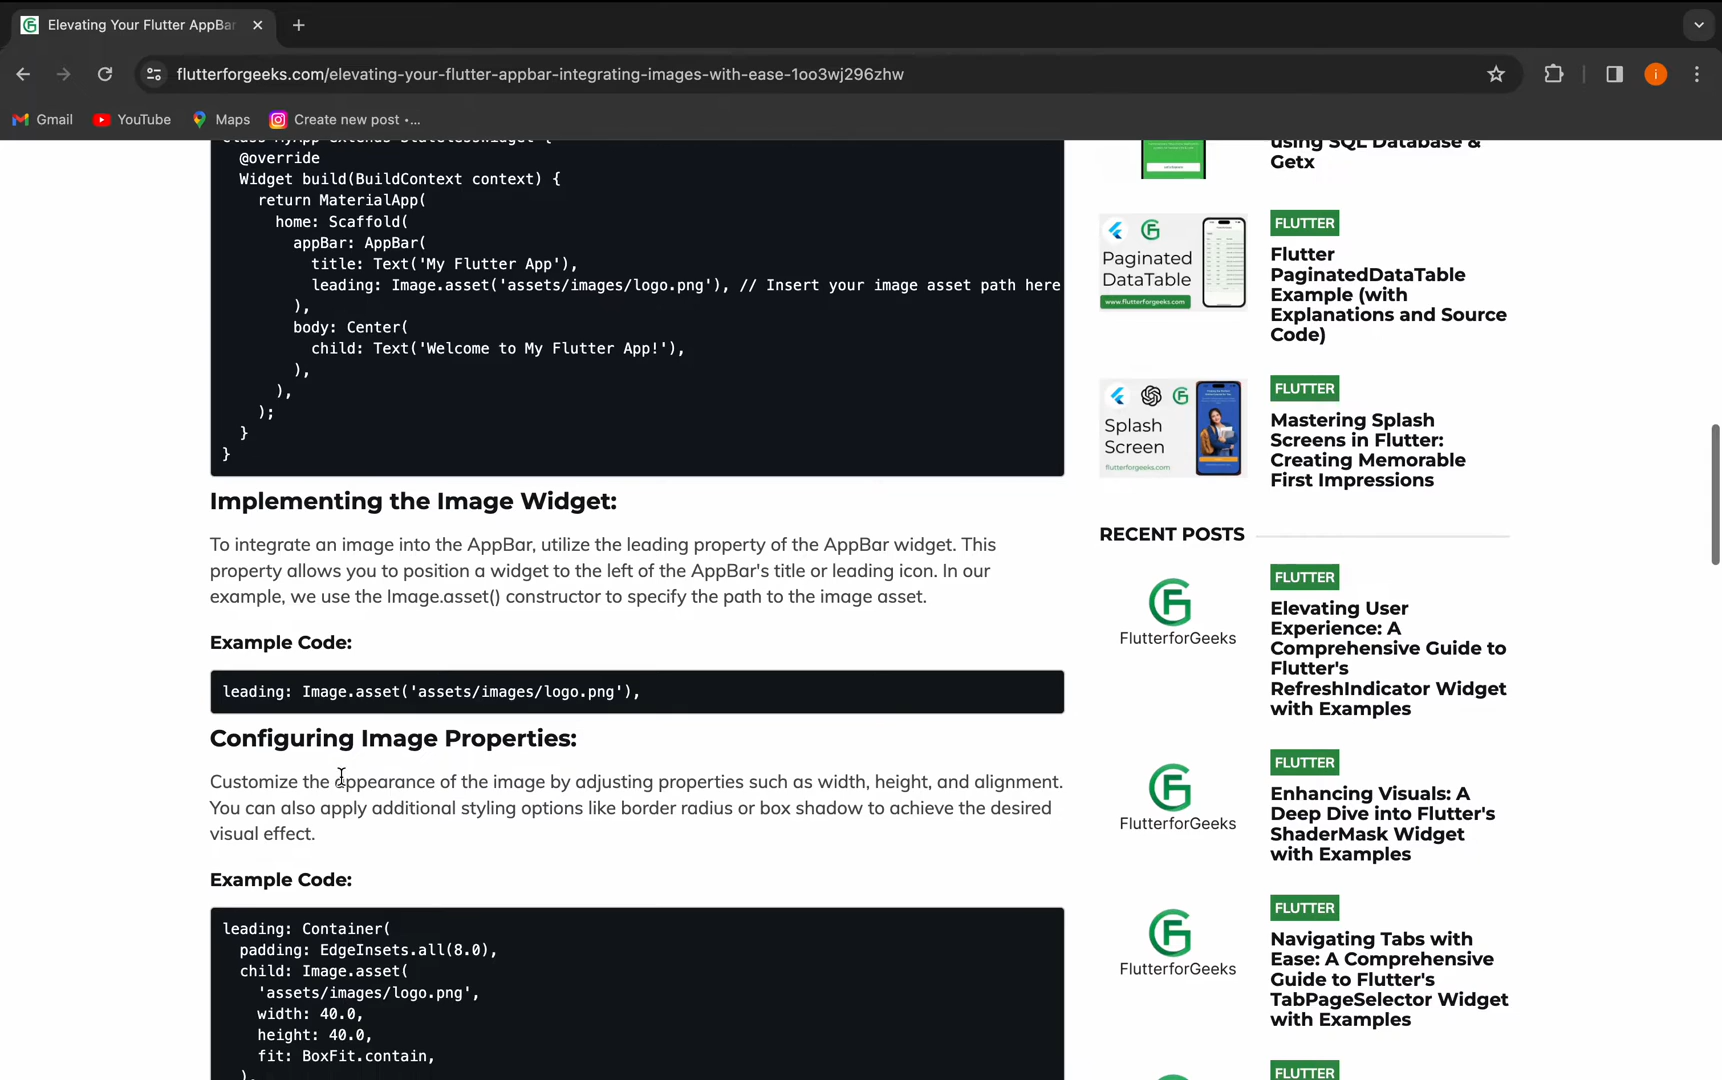 Elevating Your Flutter AppBa
flutterforgeeks.com/elevating-your-flutter-appbar-integrating-images-with-ease-1oo3wj296zhw
i
Gmail
YouTube
Maps
Create new post •...
class MyApp extends StatelessWidget {
@override
Widget build(BuildContext context) {
return MaterialApp(
home: Scaffold(
appBar: AppBar(
title: Text('My Flutter App'),
leading: Image.asset('assets/images/logo.png'), // Insert your image asset path here
),
body: Center(
child: Text('Welcome to My Flutter App!'),
),
),
);
}
}
Implementing the Image Widget:
To integrate an image into the AppBar, utilize the leading property of the AppBar widget. This
property allows you to position a widget to the left of the AppBar's title or leading icon. In our
example, we use the Image.asset() constructor to specify the path to the image asset.
Example Code:
leading: Image.asset('assets/images/logo.png'),
Configuring Image Properties:
Customize the appearance of the image by adjusting properties such as width, height, and alignment.
You can also apply additional styling options like border radius or box shadow to achieve the desired
visual effect.
Example Code:
leading: Container(
padding: EdgeInsets.all(8.0),
child: Image.asset(
'assets/images/logo.png',
width: 40.0,
height: 40.0,
fit: BoxFit.contain,
),
using SQL Database &
Getx
Paginated
DataTable
www.flutterforgeeks.com
FLUTTER
Flutter
PaginatedDataTable
Example (with
Explanations and Source
Code)
Splash
Screen
flutterforgeeks.com
FLUTTER
Mastering Splash
Screens in Flutter:
Creating Memorable
First Impressions
RECENT POSTS
FlutterforGeeks
FLUTTER
Elevating User
Experience: A
Comprehensive Guide to
Flutter's
RefreshIndicator Widget
with Examples
FlutterforGeeks
FLUTTER
Enhancing Visuals: A
Deep Dive into Flutter's
ShaderMask Widget
with Examples
FlutterforGeeks
FLUTTER
Navigating Tabs with
Ease: A Comprehensive
Guide to Flutter's
TabPageSelector Widget
with Examples
FLUTTER